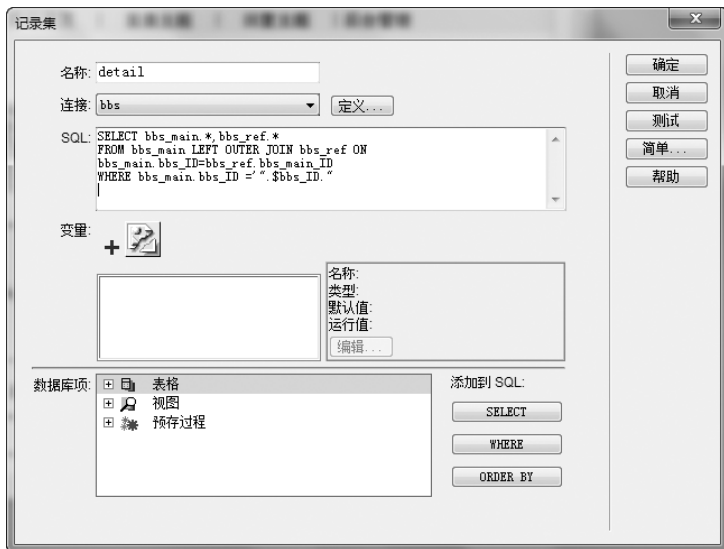 记录集
名称: detail
确定
连接: bbs
定义...
取消
SQL: SELECT bbs_main.*,bbs_ref.*
FROM bbs_main LEFT OUTER JOIN bbs_ref ON
bbs_main.bbs_ID=bbs_ref.bbs_main_ID
WHERE bbs_main.bbs_ID ='".$bbs_ID."
测试
简单...
帮助
变量:
名称:
类型:
默认值:
运行值:
编辑...
数据库项:
表格
视图
预存过程
添加到 SQL:
SELECT
WHERE
ORDER BY